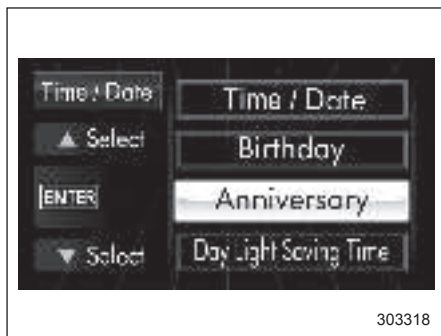 Time / Date
Select
ENTER
Select
Time / Date
Birthday
Anniversary
Day Light Saving Time
303318